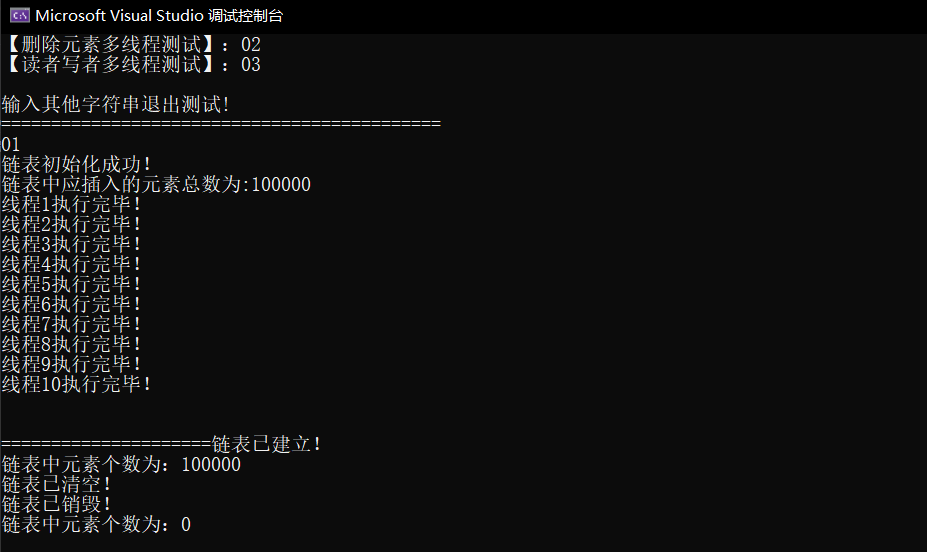 Microsoft Visual Studio 调试控制台
【删除元素多线程测试】：02
【读者写者多线程测试】：03
输入其他字符串退出测试!
============================================
01
链表初始化成功！
链表中应插入的元素总数为:100000
线程1执行完毕！
线程2执行完毕！
线程3执行完毕！
线程4执行完毕！
线程5执行完毕！
线程6执行完毕！
线程7执行完毕！
线程8执行完毕！
线程9执行完毕！
线程10执行完毕！
=====================链表已建立！
链表中元素个数为：100000
链表已清空！
链表已销毁！
链表中元素个数为：0